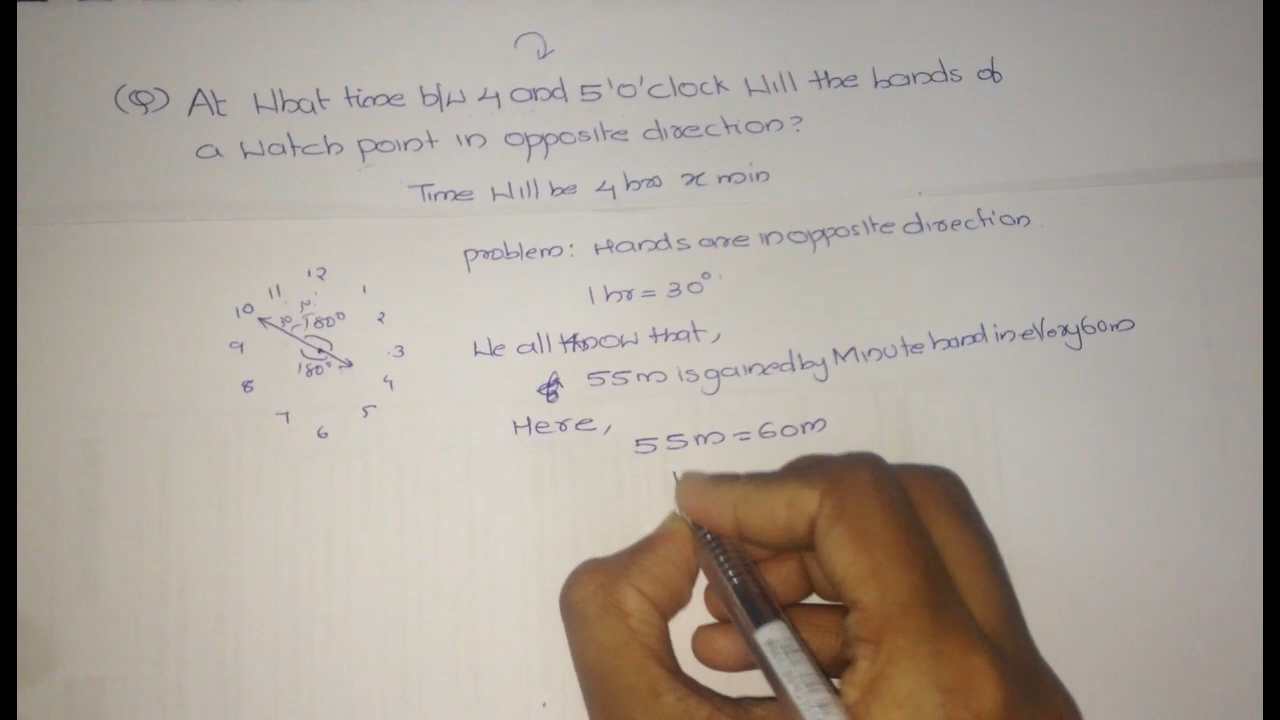 (Q) At What time b/w 4 and 5'o'clock Will the hands of
a Watch point in opposite direction?
Time Will be 4 hrs x min
problem: Hands are in opposite direction
1 hr = 30°
We all know that,
55m is gained by Minute hand in every 60m
Here,
55m = 60m
12
11
1
10
30
180°
2
9
3
180°
8
4
7
5
6